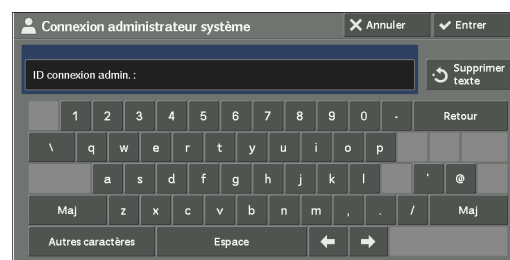 Connexion administrateur système
Annuler
Entrer
ID connexion admin. :
Supprimer
texte
1 2 3 4 5 6 7 8 9 0 - Retour
\ q w e r t y u i o p
a s d f g h j k l ' @
Maj z x c v b n m , . / Maj
Autres caractères Espace